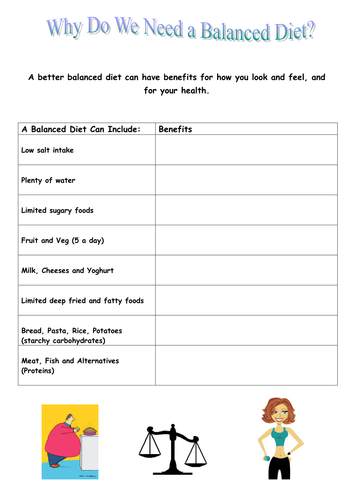 Why Do We Need a Balanced Diet?
A better balanced diet can have benefits for how you look and feel, and
for your health.
A Balanced Diet Can Include:
Benefits
Low salt intake
Plenty of water
Limited sugary foods
Fruit and Veg (5 a day)
Milk, Cheeses and Yoghurt
Limited deep fried and fatty foods
Bread, Pasta, Rice, Potatoes
(starchy carbohydrates)
Meat, Fish and Alternatives
(Proteins)